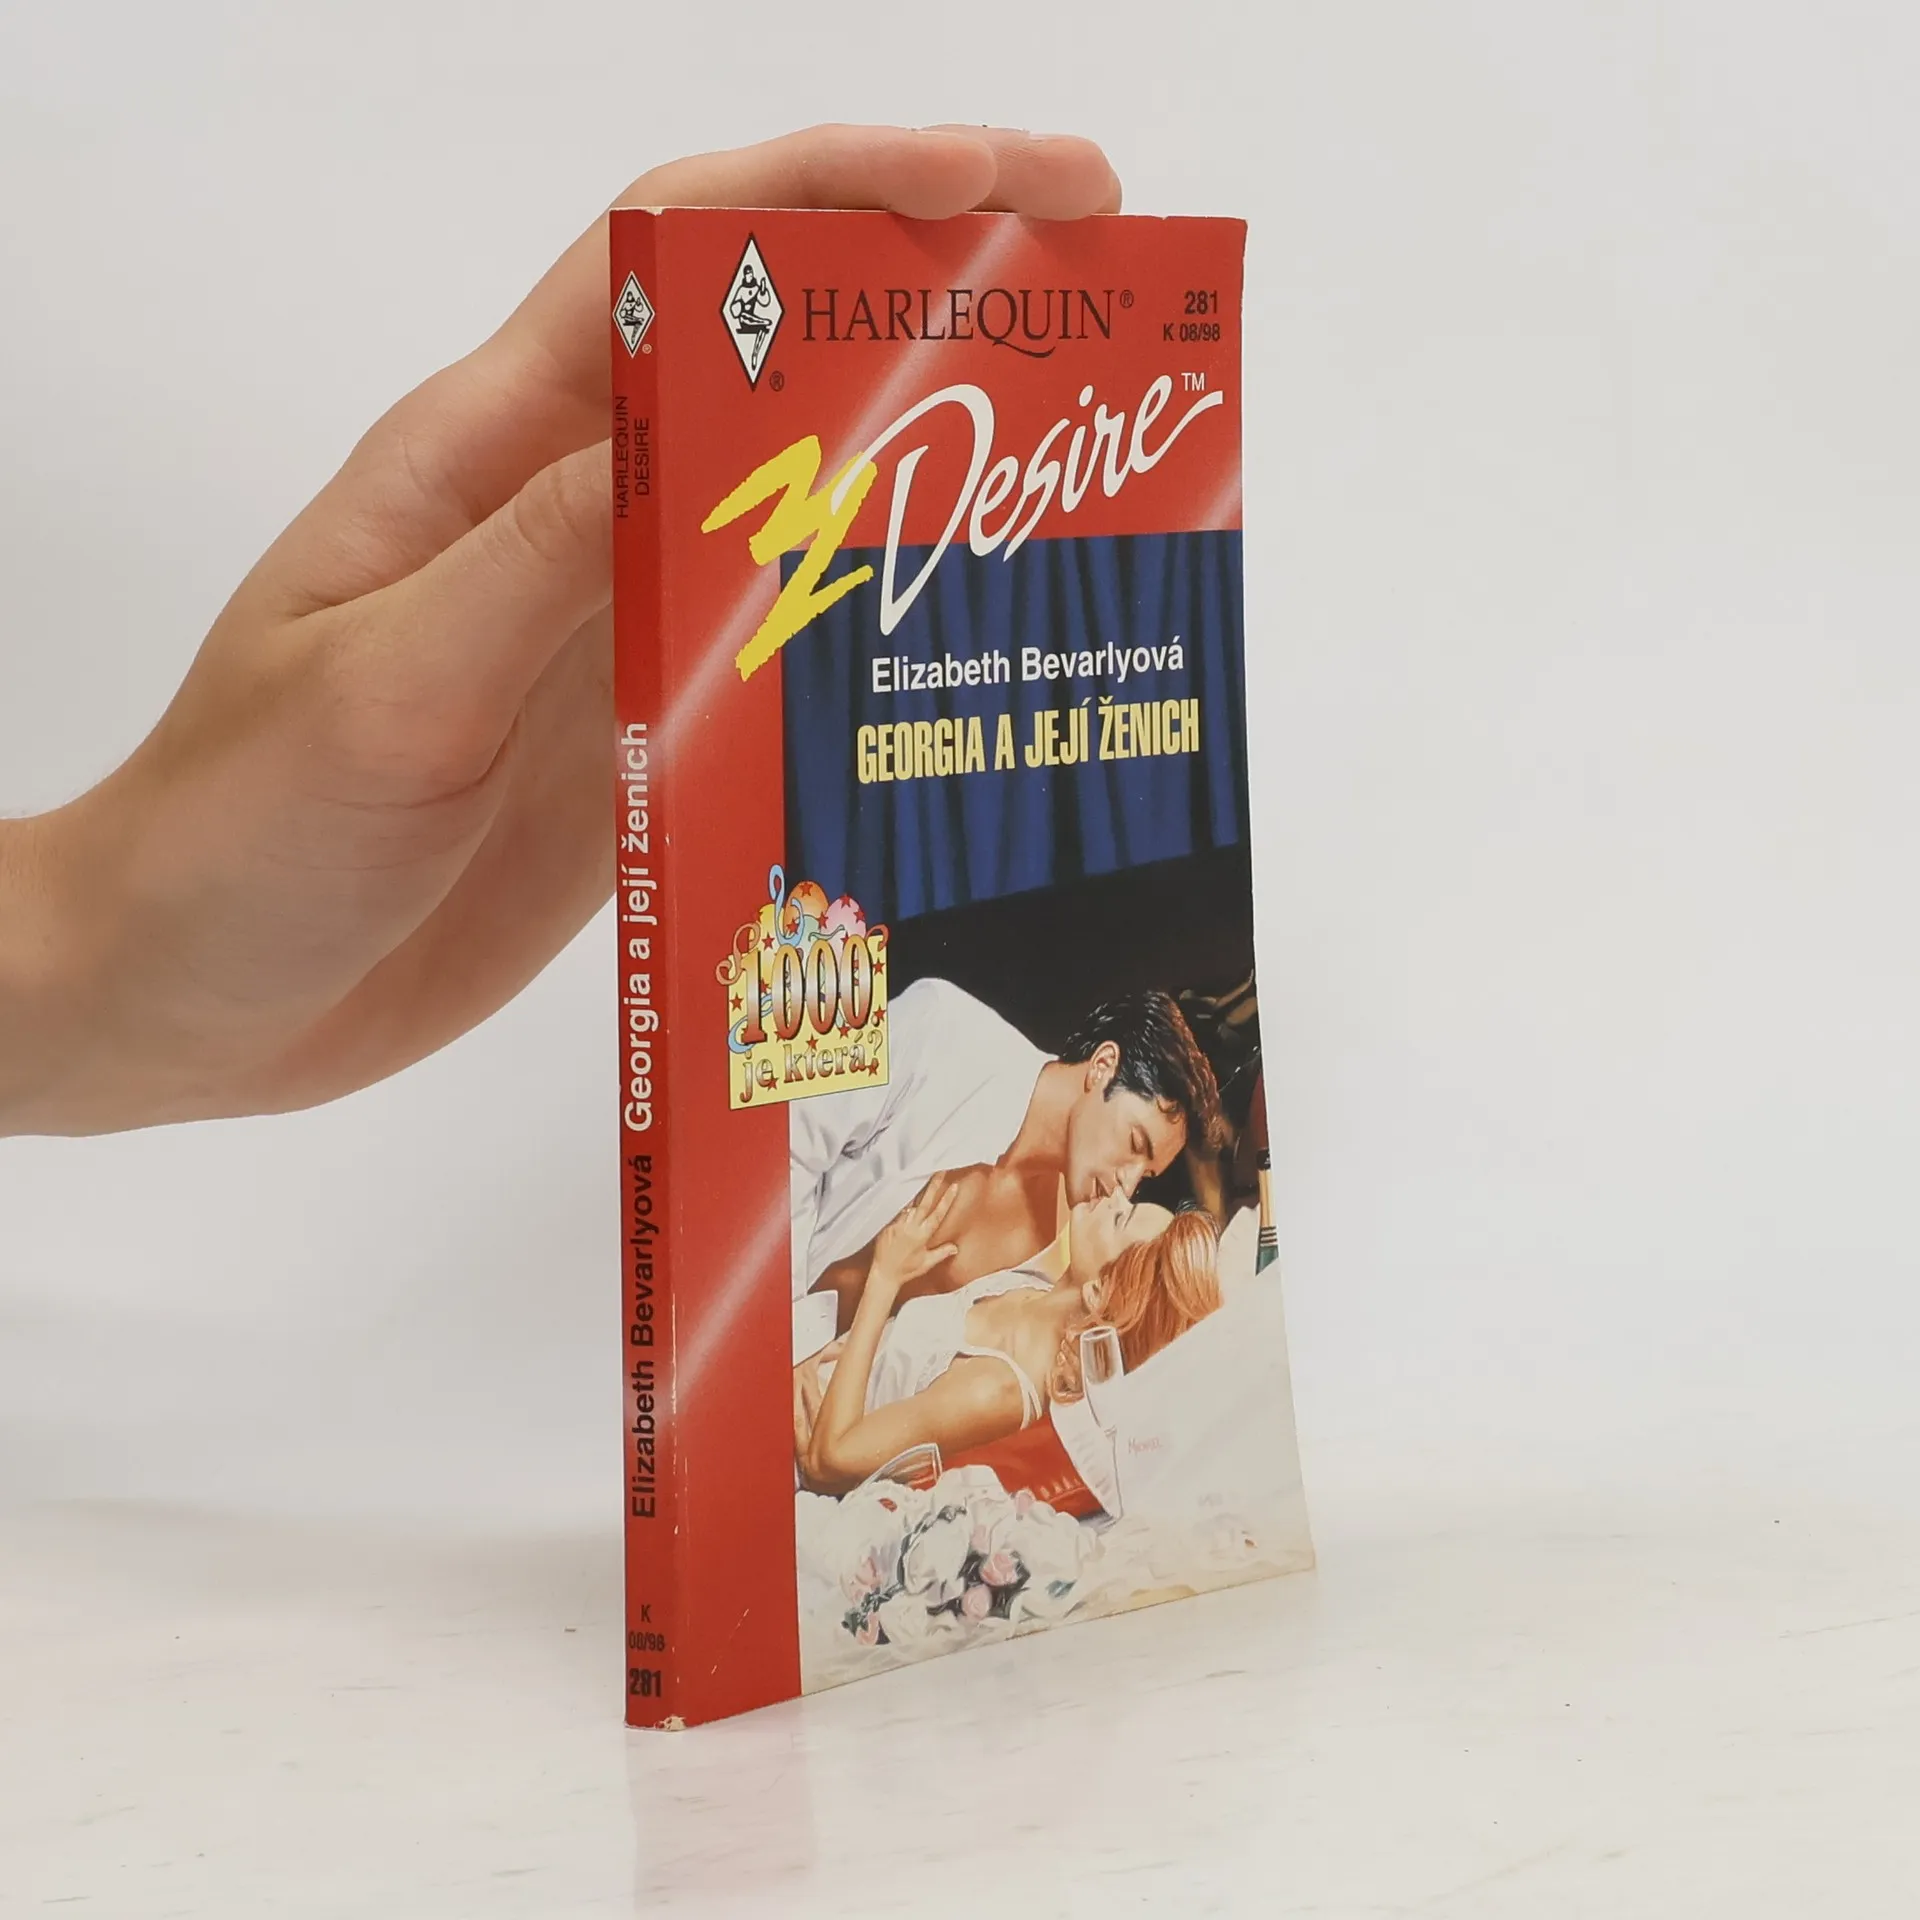 HARLEQUIN®
281
K 08/98
Desire™
Elizabeth Bevarlyová
GEORGIA A JEJÍ ŽENICH
1000.
je která?
®
HARLEQUIN
DESIRE
Elizabeth Bevarlyová Georgia a její ženich
K
08/98
281
®